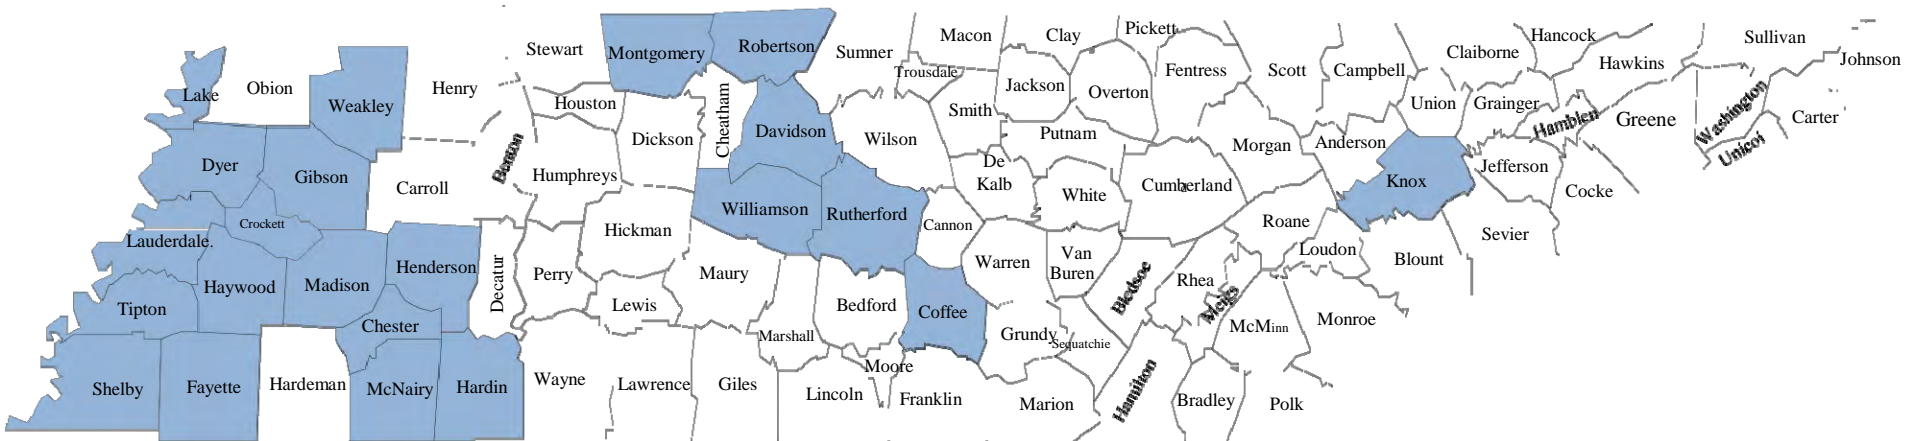 Lake
Obion
Weakley
Henry
Stewart
Montgomery
Robertson
Sumner
Macon
Clay
Pickett
Fentress
Scott
Campbell
Claiborne
Hancock
Hawkins
Sullivan
Johnson
Trousdale
Houston
Dickson
Cheatham
Davidson
Wilson
Smith
Jackson
Overton
Putnam
Morgan
Anderson
Union
Grainger
Hamblen
Greene
Washington
Unicoi
Carter
Dyer
Gibson
Crockett
Carroll
Benton
Humphreys
Hickman
Williamson
Rutherford
Cannon
De
Kalb
White
Cumberland
Roane
Knox
Jefferson
Cocke
Sevier
Lauderdale.
Haywood
Madison
Henderson
Decatur
Perry
Lewis
Maury
Bedford
Coffee
Warren
Van
Buren
Bledsoe
Rhea
Meigs
Loudon
Blount
Tipton
Chester
Marshall
Moore
Grundy
Sequatchie
McMinn
Monroe
Shelby
Fayette
Hardeman
McNairy
Hardin
Wayne
Lawrence
Giles
Lincoln
Franklin
Marion
Hamilton
Bradley
Polk